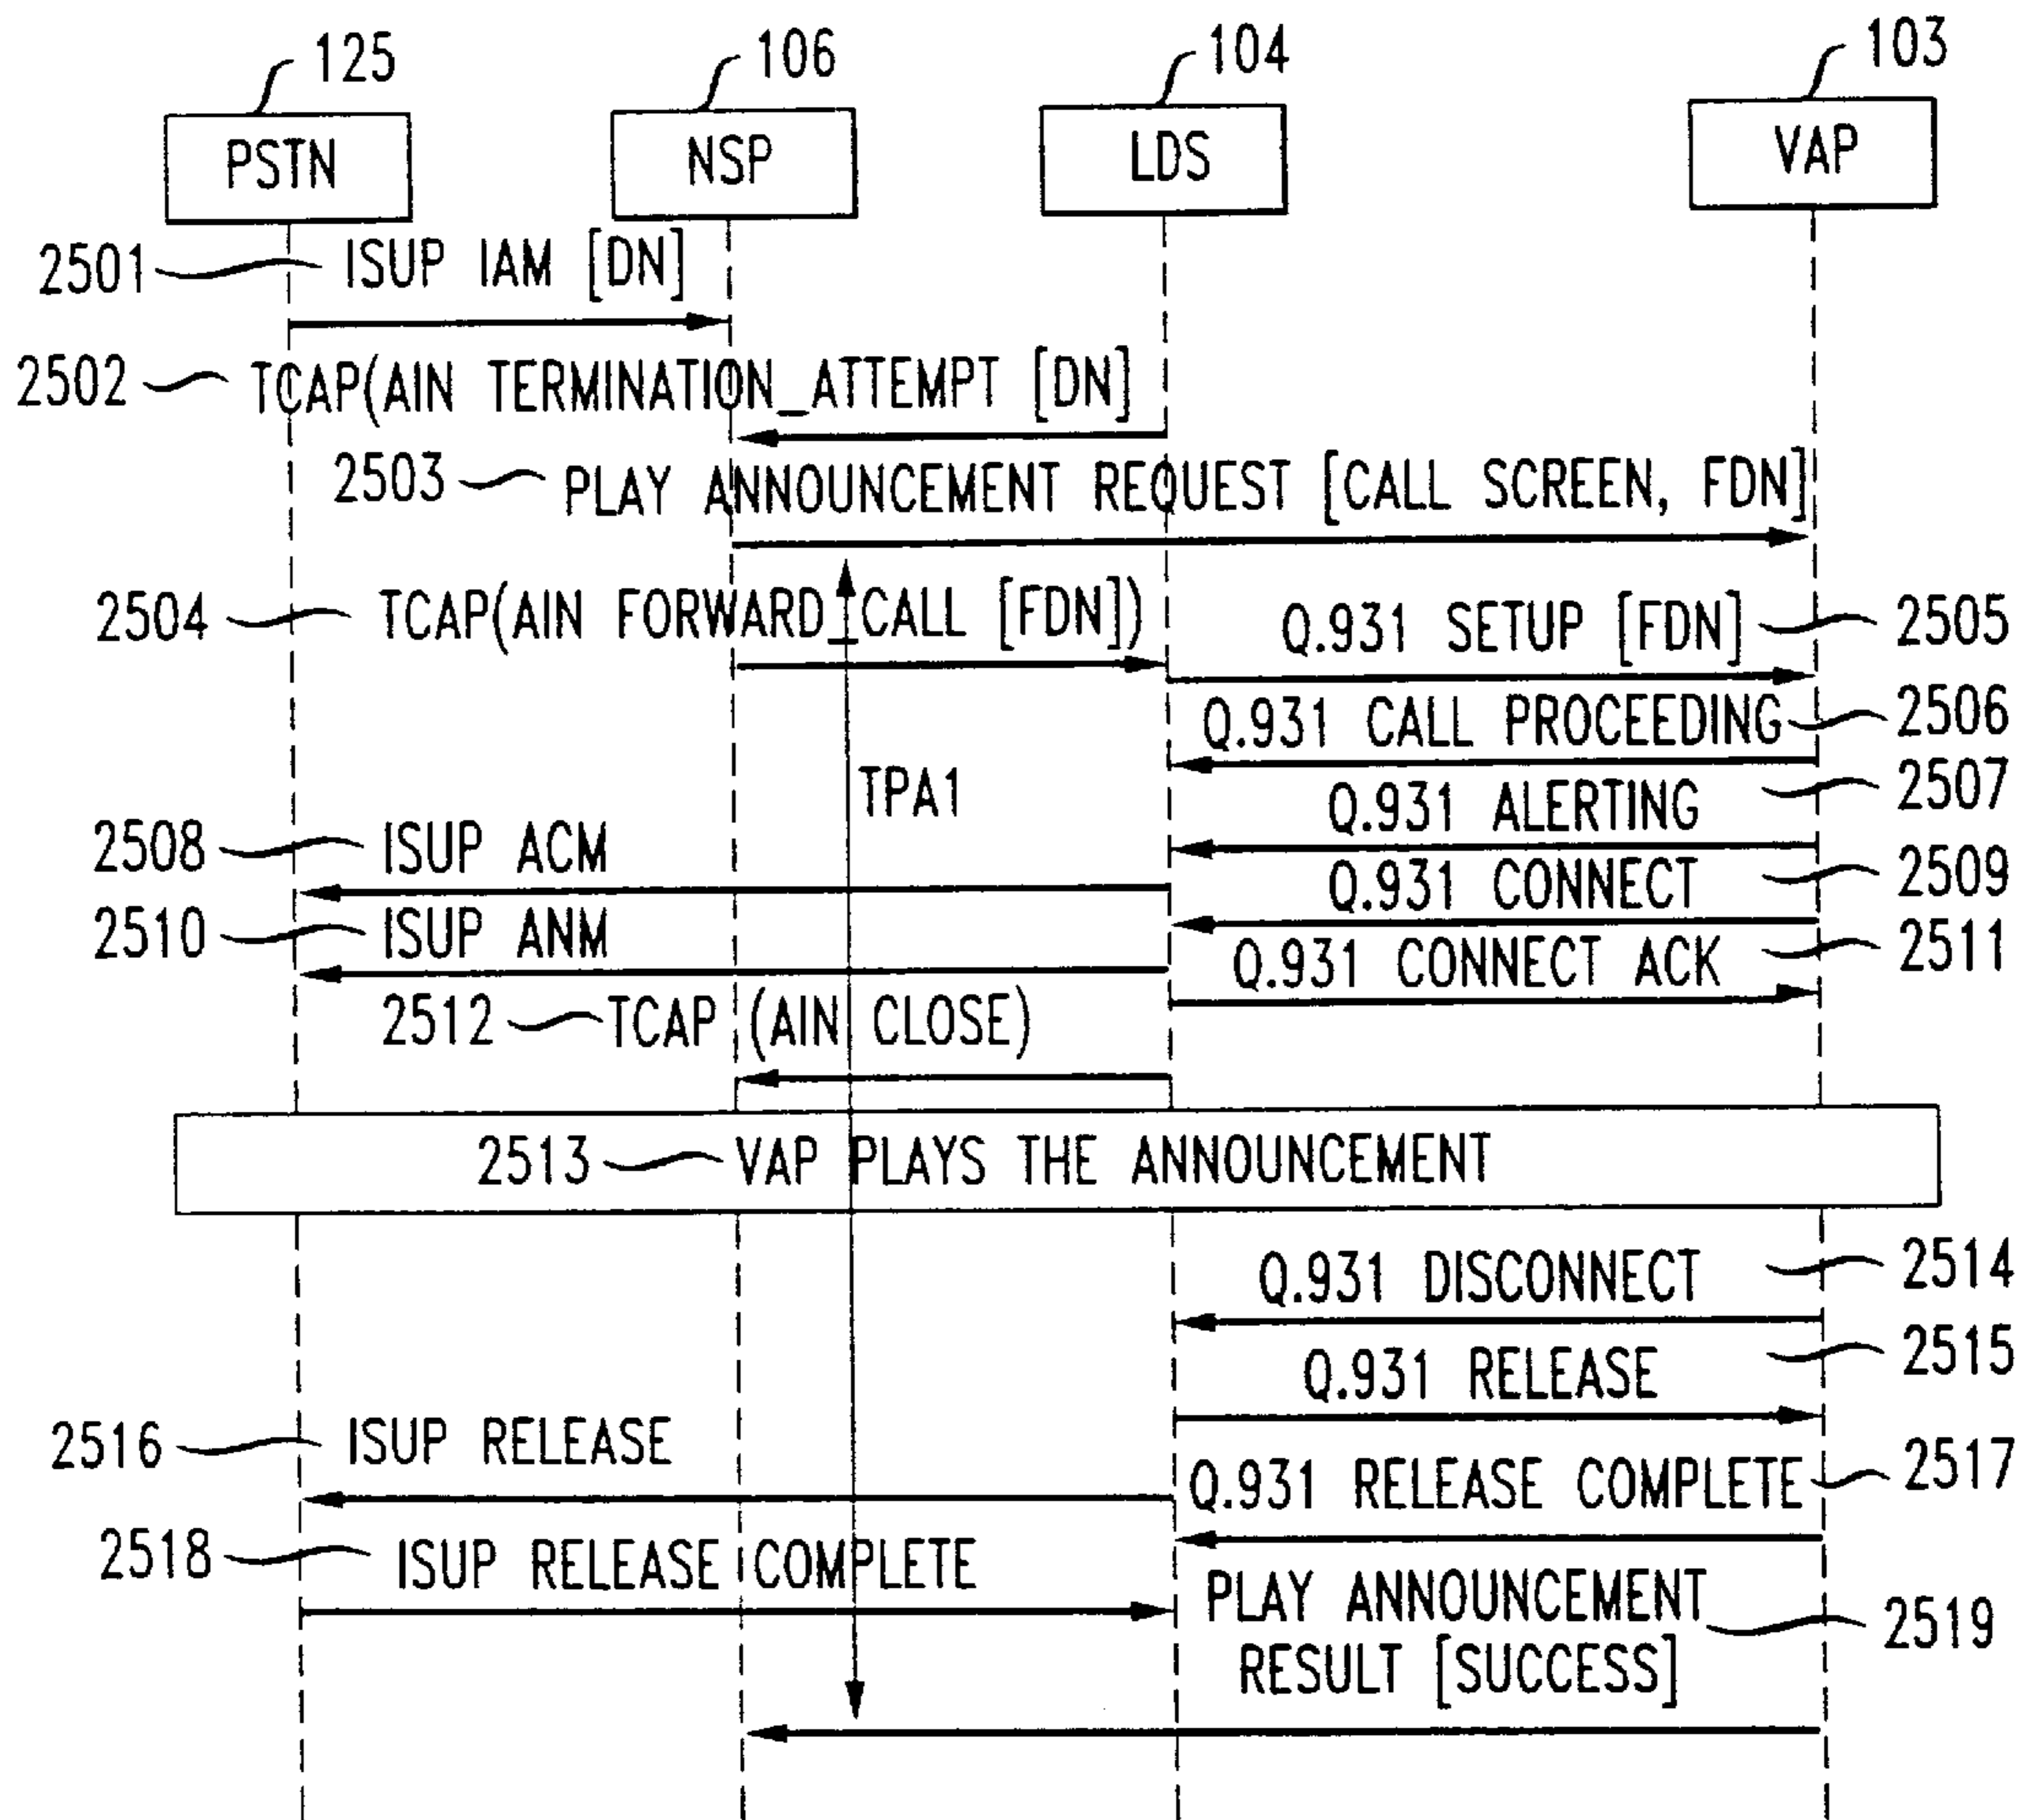 125
106
104
103
PSTN
NSP
LDS
VAP
2501
ISUP IAM [DN]
2502
TCAP(AIN TERMINATION_ATTEMPT [DN]
2503
PLAY ANNOUNCEMENT REQUEST [CALL SCREEN, FDN]
2504
TCAP(AIN FORWARD_CALL [FDN])
Q.931 SETUP [FDN]
2505
Q.931 CALL PROCEEDING
2506
TPA1
Q.931 ALERTING
2507
2508
ISUP ACM
Q.931 CONNECT
2509
2510
ISUP ANM
Q.931 CONNECT ACK
2511
2512
TCAP (AIN CLOSE)
2513
VAP PLAYS THE ANNOUNCEMENT
Q.931 DISCONNECT
2514
Q.931 RELEASE
2515
2516
ISUP RELEASE
Q.931 RELEASE COMPLETE
2517
2518
ISUP RELEASE COMPLETE
PLAY ANNOUNCEMENT
RESULT [SUCCESS]
2519